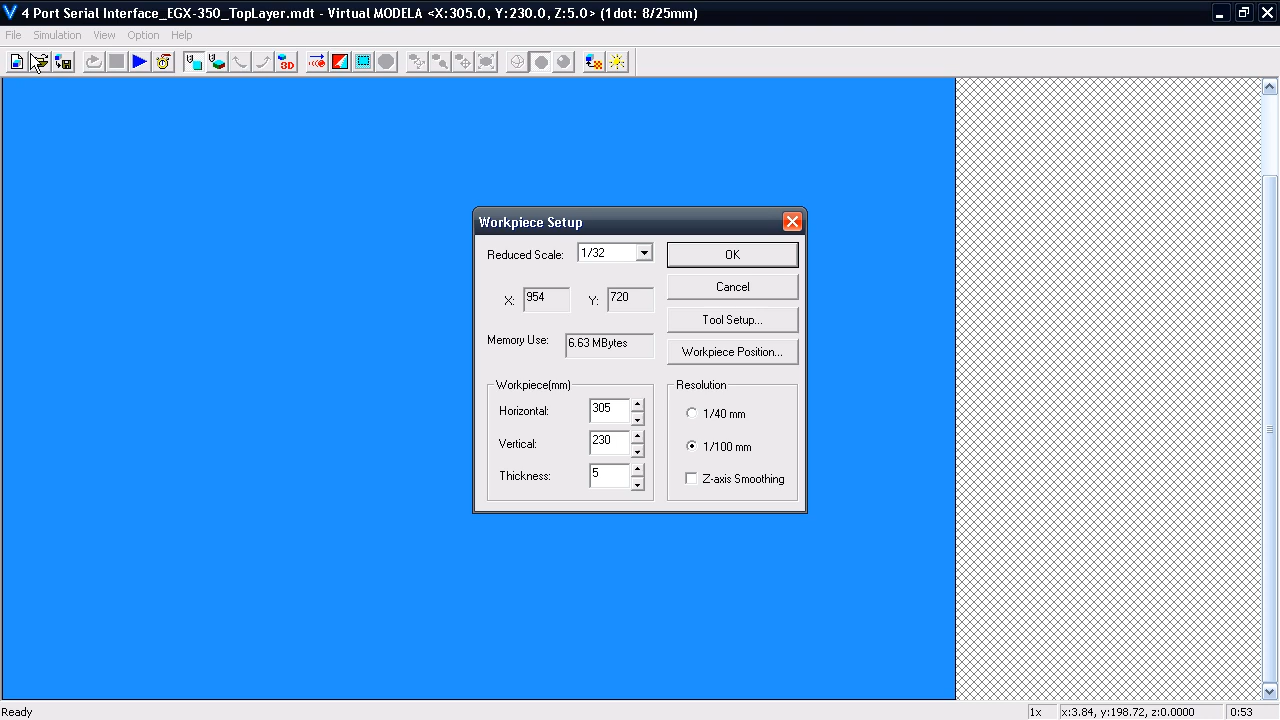 4 Port Serial Interface_EGX-350_TopLayer.mdt - Virtual MODELA <X:305.0, Y:230.0, Z:5.0> (1dot: 8/25mm)
File Simulation View Option Help
3D
Workpiece Setup
Reduced Scale: 1/32 OK
X: 954 Y: 720 Cancel
Tool Setup...
Memory Use: 6.63 MBytes Workpiece Position...
Workpiece(mm) Resolution
Horizontal: 305 1/40 mm
Vertical: 230 1/100 mm
Thickness: 5 Z-axis Smoothing
Ready 1x x:3.84, y:198.72, z:0.0000 0:53